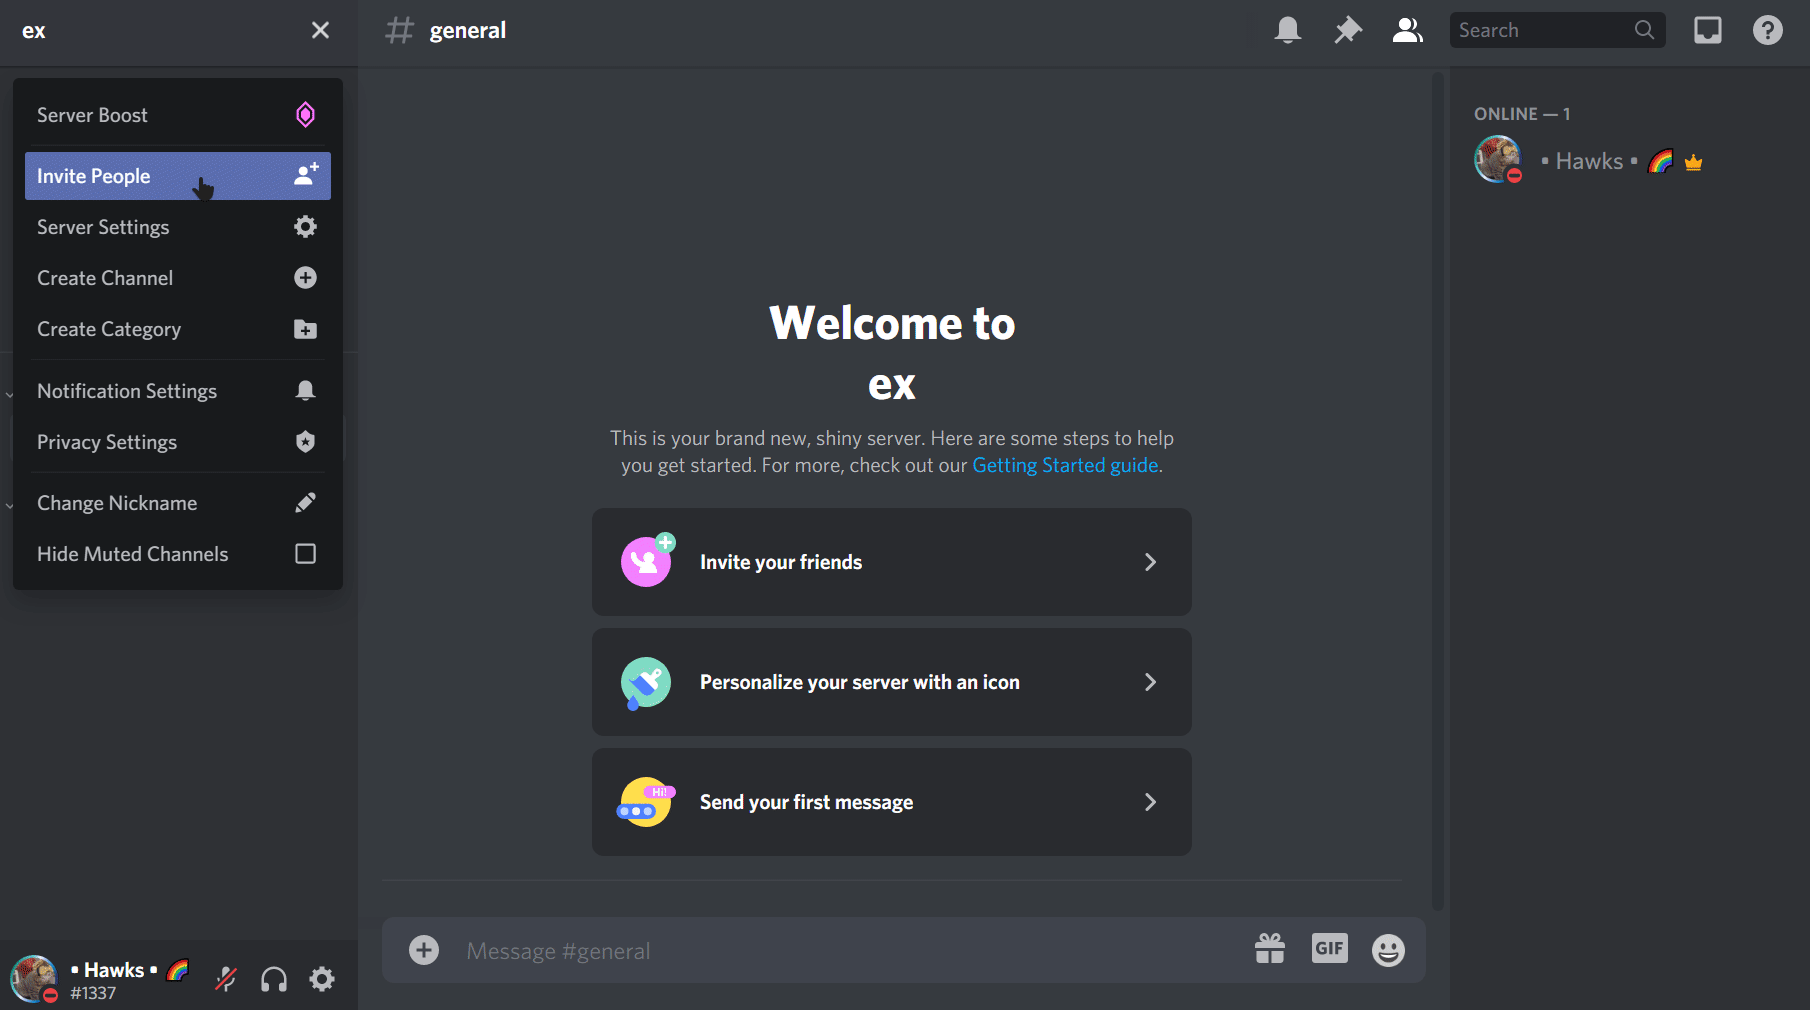 ex
Server Boost
Invite People
Server Settings
Create Channel
Create Category
Notification Settings
Privacy Settings
Change Nickname
Hide Muted Channels
• Hawks • 🌈
#1337
general
Search
Welcome to
ex
This is your brand new, shiny server. Here are some steps to help
you get started. For more, check out our Getting Started guide.
Invite your friends
Personalize your server with an icon
Hi!
Send your first message
Message #general
GIF
ONLINE — 1
• Hawks • 🌈